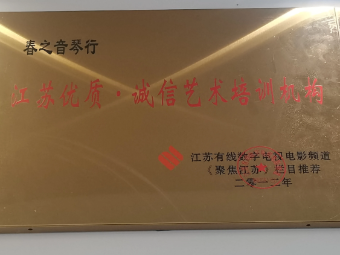 春之音琴行
江苏优质·诚信艺术培训机构
江苏有线数字电视电影频道
《聚焦江苏》栏目推荐
二零一二年